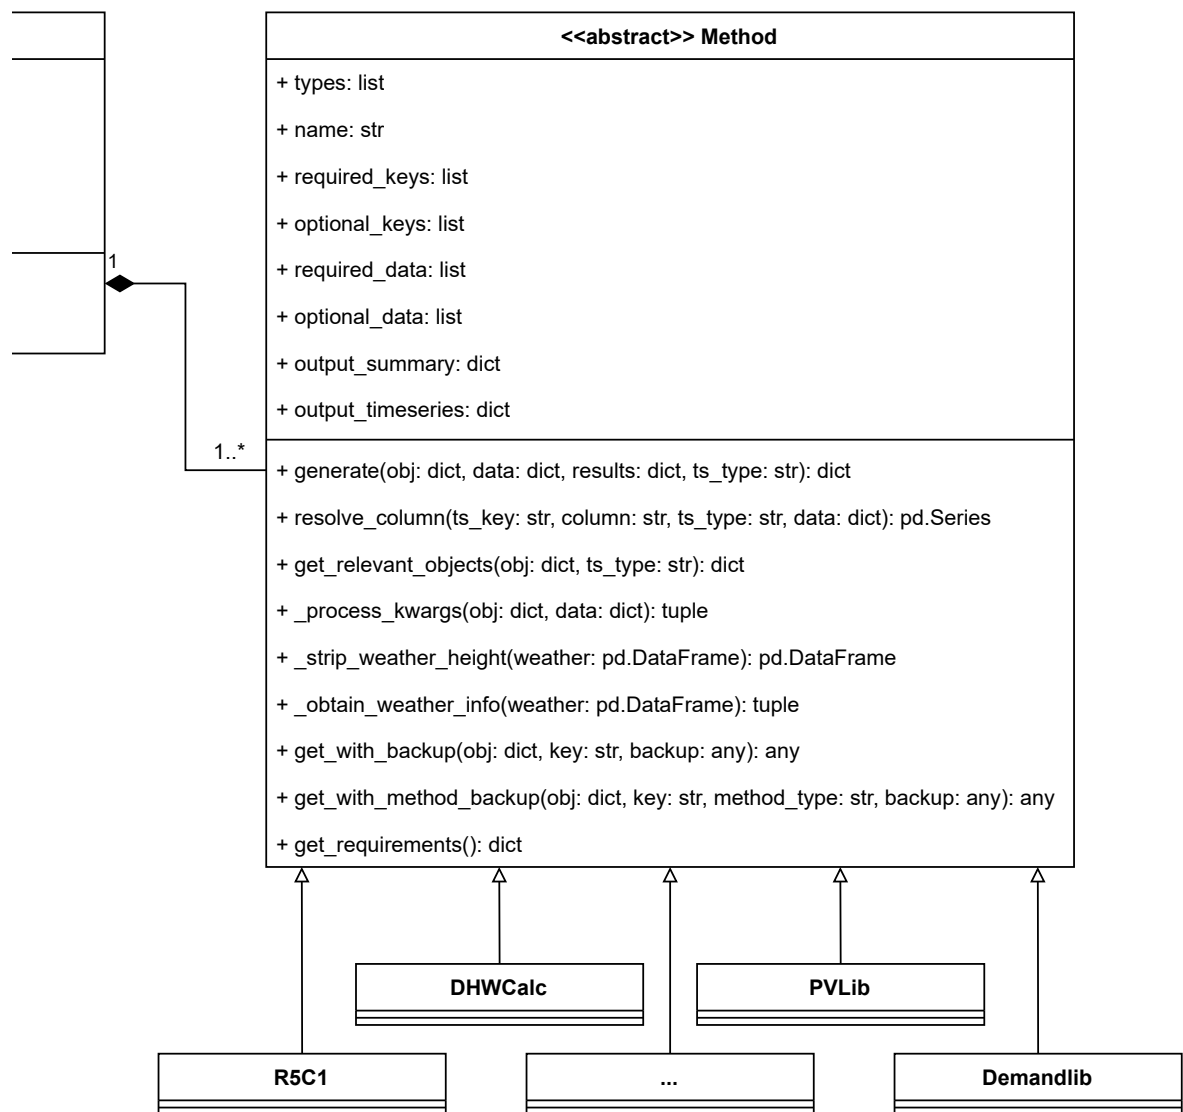 <<abstract>> Method
+ types: list
+ name: str
+ required_keys: list
+ optional_keys: list
1
+ required_data: list
+ optional_data: list
+ output_summary: dict
+ output_timeseries: dict
1..*
+ generate(obj: dict, data: dict, results: dict, ts_type: str): dict
+ resolve_column(ts_key: str, column: str, ts_type: str, data: dict): pd.Series
+ get_relevant_objects(obj: dict, ts_type: str): dict
+ _process_kwargs(obj: dict, data: dict): tuple
+ _strip_weather_height(weather: pd.DataFrame): pd.DataFrame
+ _obtain_weather_info(weather: pd.DataFrame): tuple
+ get_with_backup(obj: dict, key: str, backup: any): any
+ get_with_method_backup(obj: dict, key: str, method_type: str, backup: any): any
+ get_requirements(): dict
DHWCalc
PVLib
R5C1
...
Demandlib